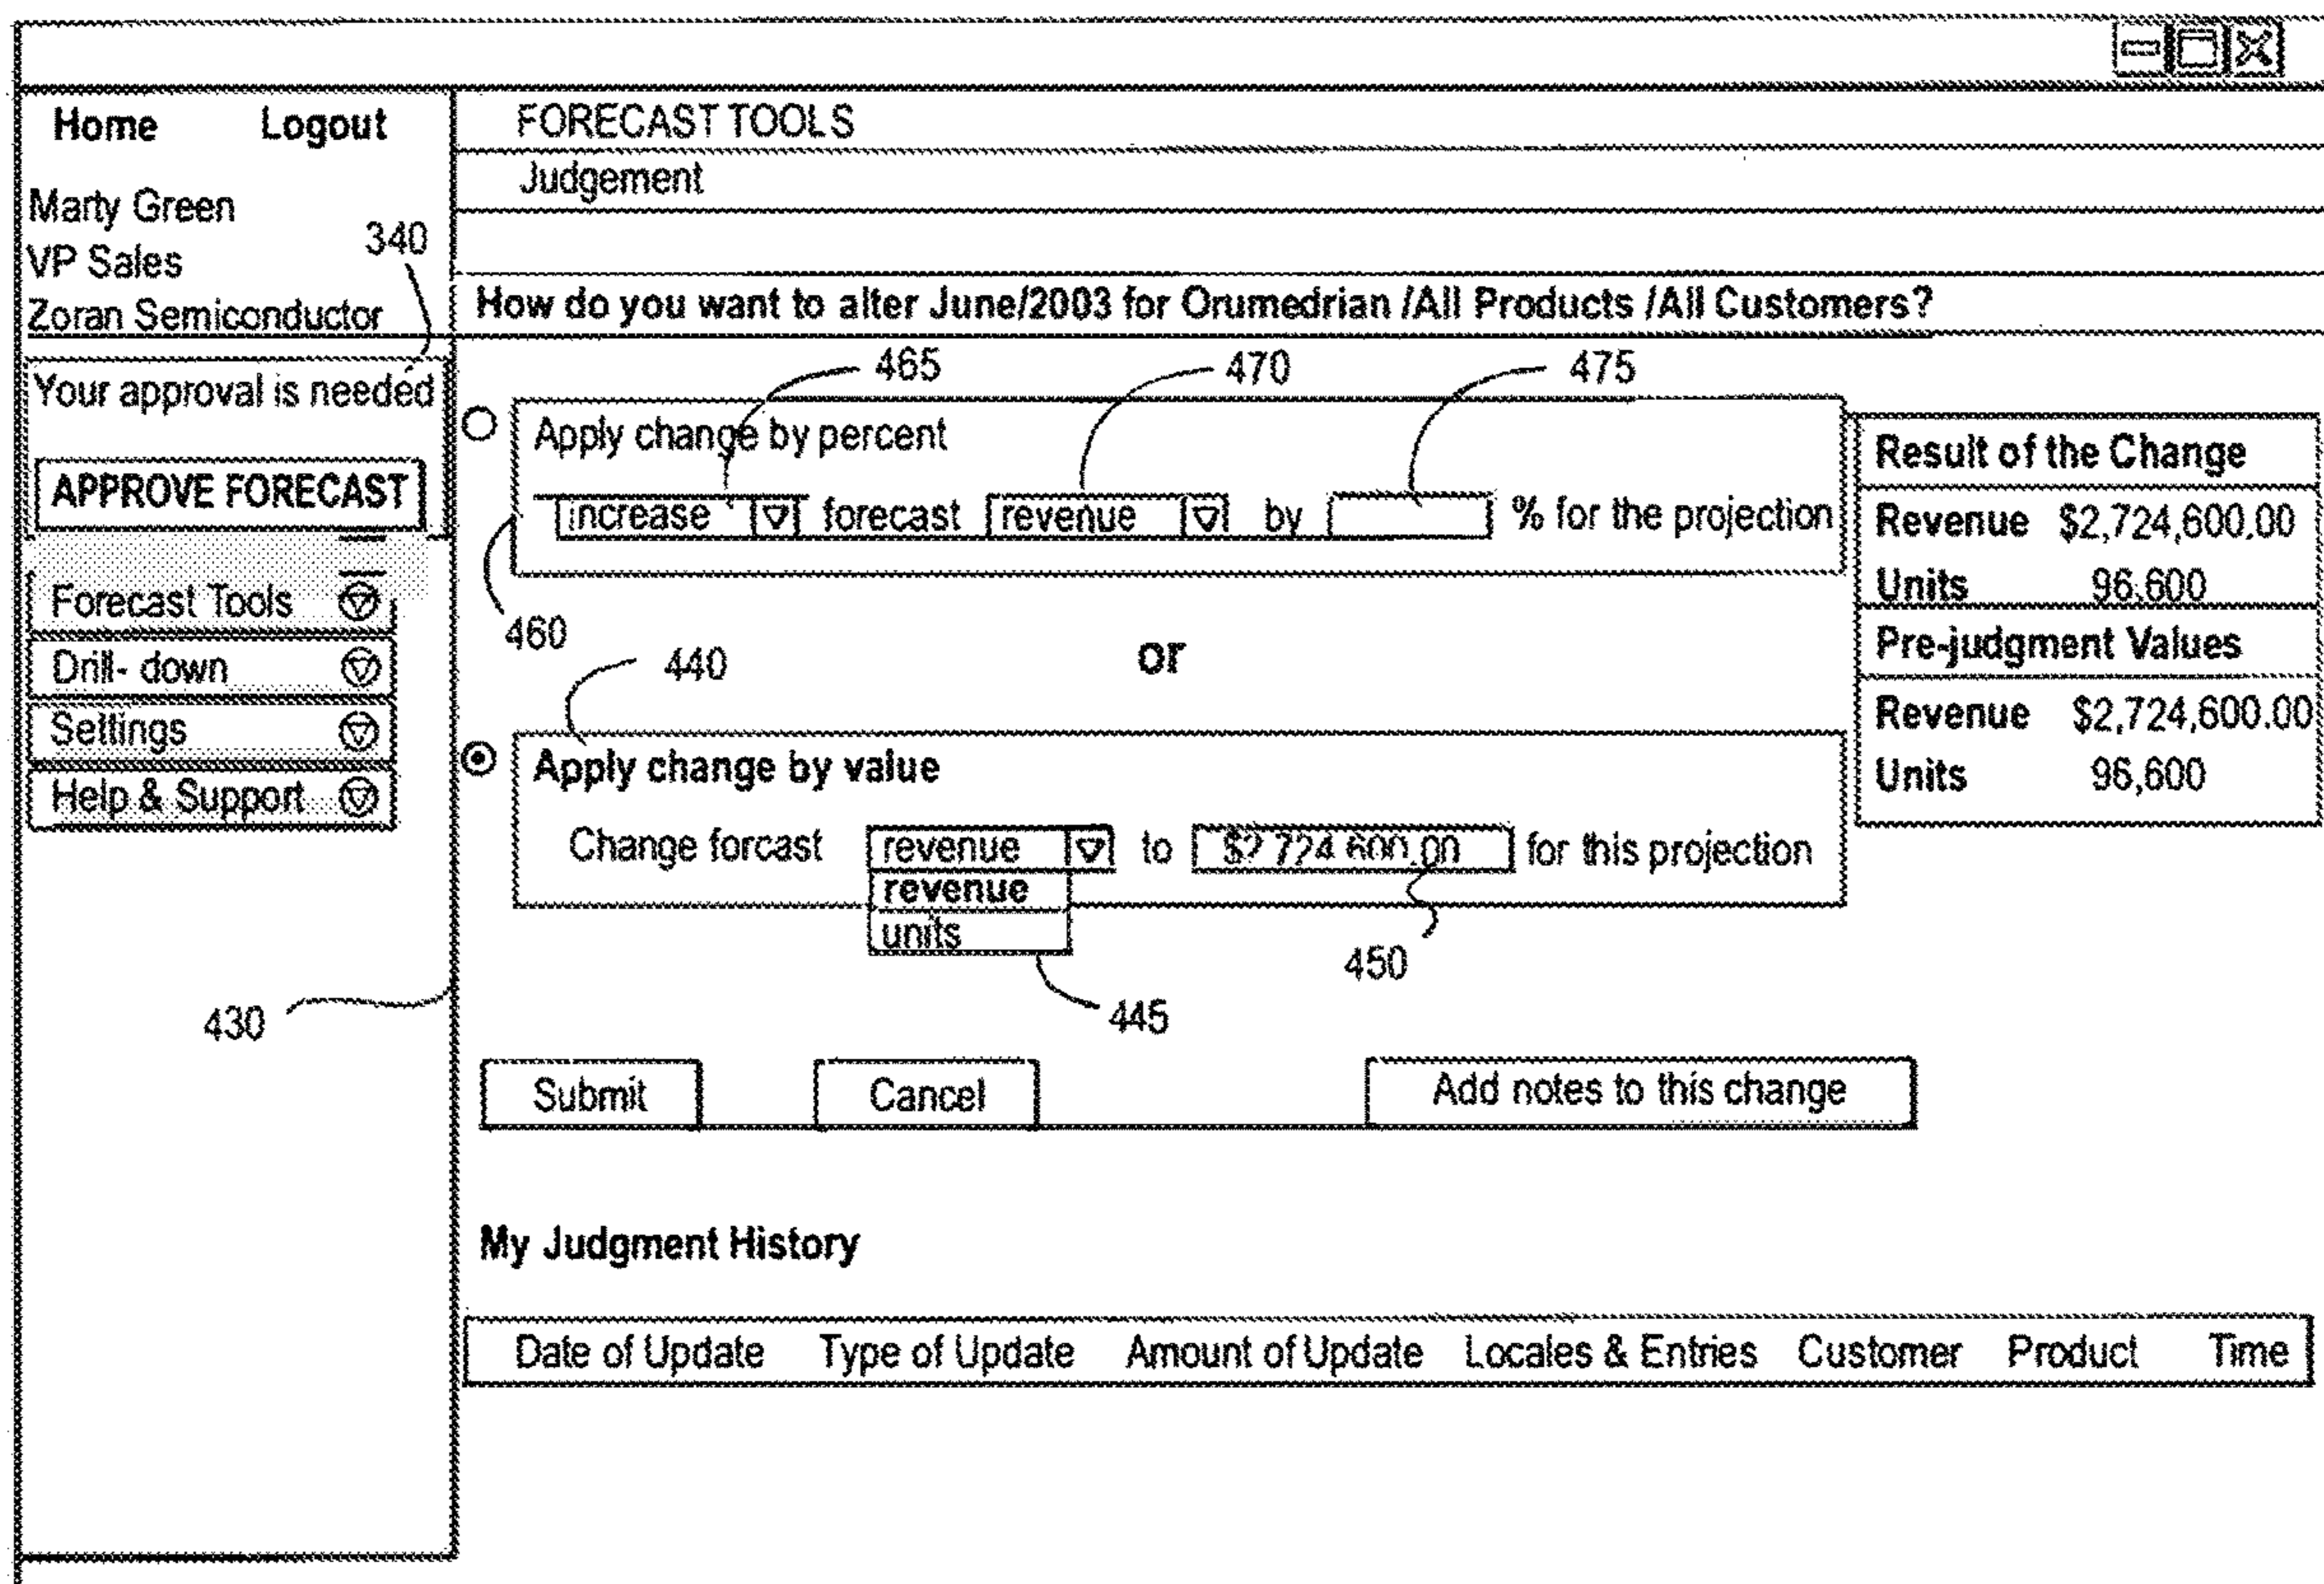 Home Logout
Marty Green
VP Sales
Zoran Semiconductor
340
Your approval is needed
APPROVE FORECAST
Forecast Tools
Drill- down
Settings
Help & Support
430
FORECAST TOOLS
Judgement
How do you want to alter June/2003 for Orumedrian /All Products /All Customers?
465 470 475
Apply change by percent
increase forecast revenue by % for the projection
460
or
440
Apply change by value
Change forcast revenue to $2,724,600.00 for this projection
revenue
units
450
445
Result of the Change
Revenue $2,724,600.00
Units 96,600
Pre-judgment Values
Revenue $2,724,600.00
Units 96,600
Submit Cancel Add notes to this change
My Judgment History
Date of Update Type of Update Amount of Update Locales & Entries Customer Product Time